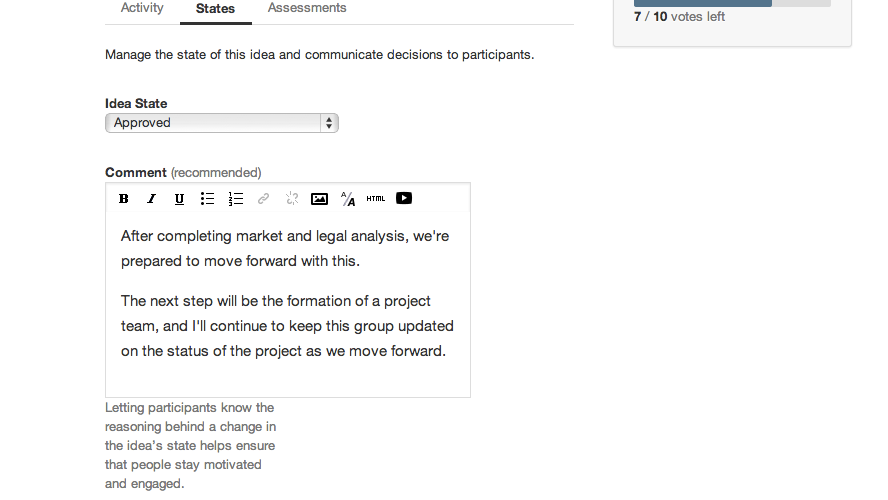 Activity States Assessments
7 / 10 votes left
Manage the state of this idea and communicate decisions to participants.
Idea State
Approved
Comment (recommended)
B I U HTML
After completing market and legal analysis, we're
prepared to move forward with this.
The next step will be the formation of a project
team, and I'll continue to keep this group updated
on the status of the project as we move forward.
Letting participants know the
reasoning behind a change in
the idea's state helps ensure
that people stay motivated
and engaged.